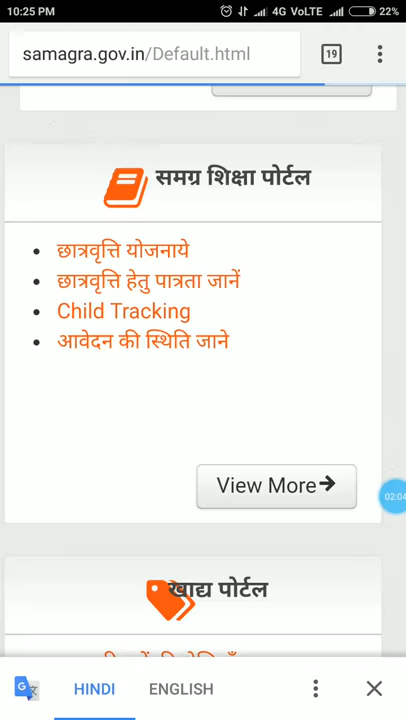 10:25 PM 4G VoLTE 22%
samagra.gov.in/Default.html 19
समग्र शिक्षा पोर्टल
छात्रवृत्ति योजनाये
छात्रवृत्ति हेतु पात्रता जानें
Child Tracking
आवेदन की स्थिति जाने
View More
02:04
खाद्य पोर्टल
HINDI ENGLISH